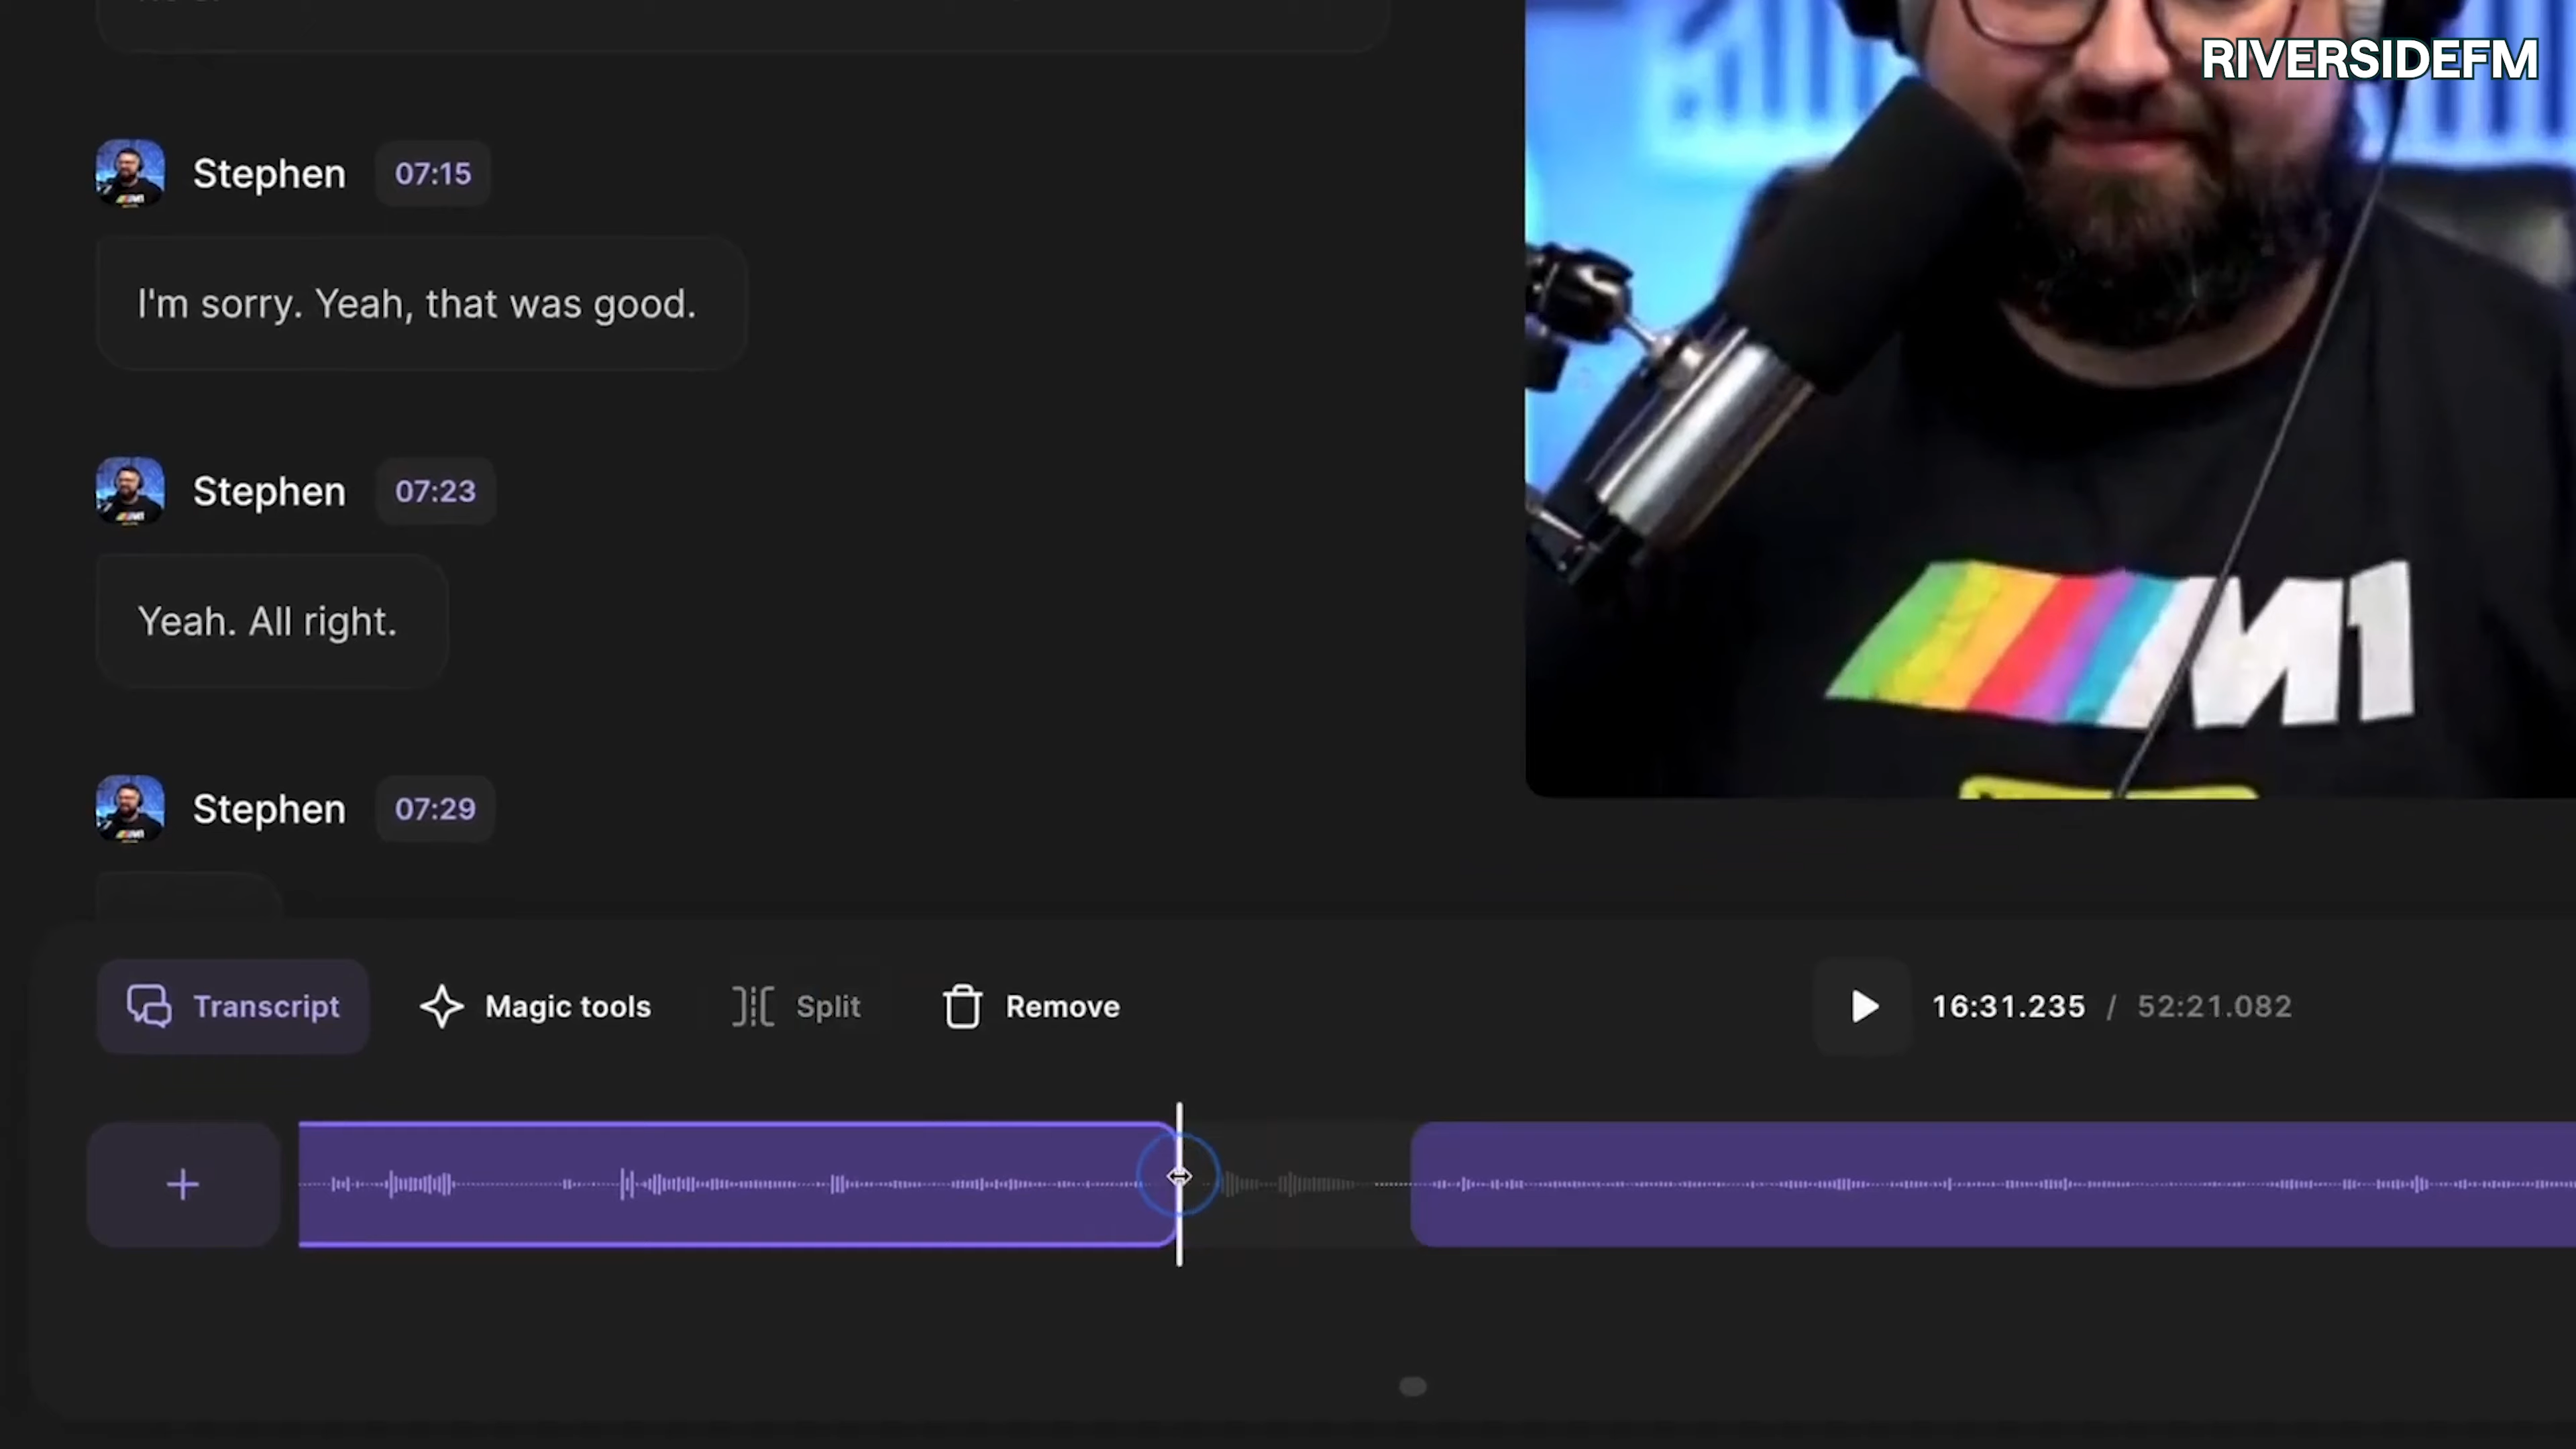 RIVERSIDEFM
Stephen 07:15
I'm sorry. Yeah, that was good.
Stephen 07:23
Yeah. All right.
M1
Stephen 07:29
Transcript Magic tools Split Remove 16:31.235 / 52:21.082
+